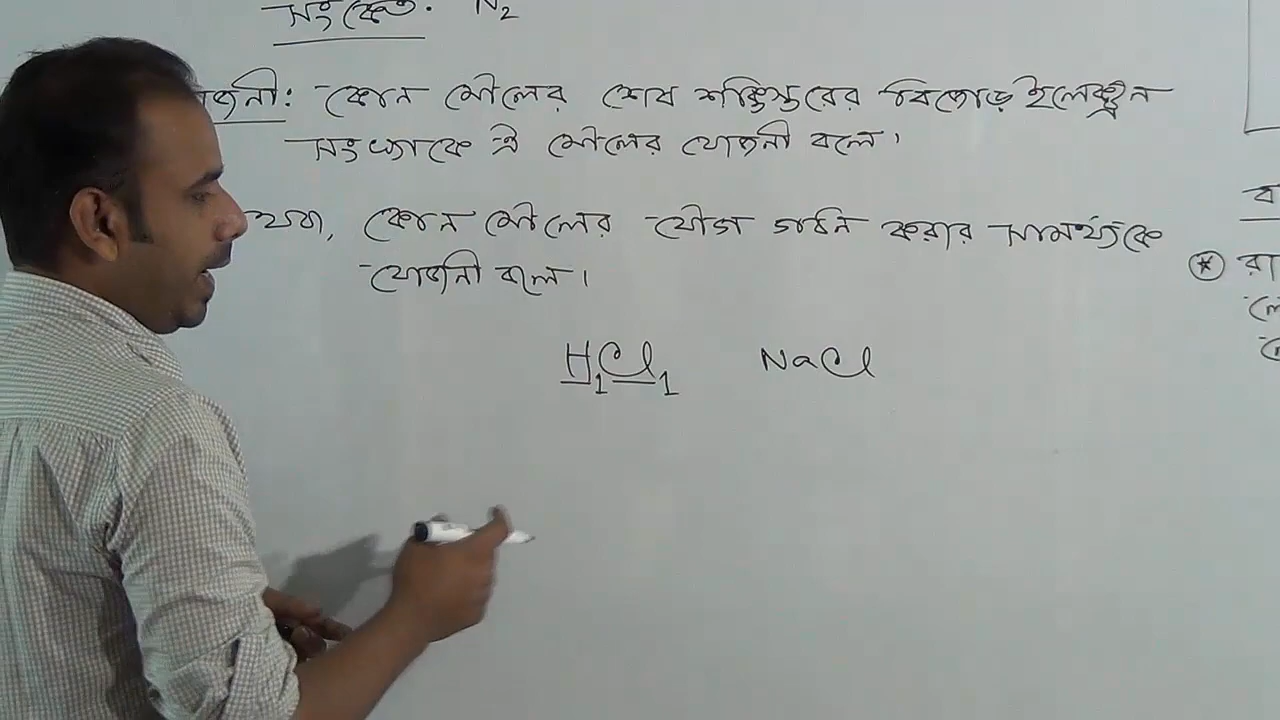 সংকেত: N2
যোজনী: কোন মৌলের শেষ শক্তিস্তরের বিজোড় ইলেকট্রন
সংখ্যাকে ঐ মৌলের যোজনী বলে।
অথবা, কোন মৌলের যৌগ গঠন করার সামর্থ্যকে
যোজনী বলে।
H1Cl1 NaCl
ব
রা